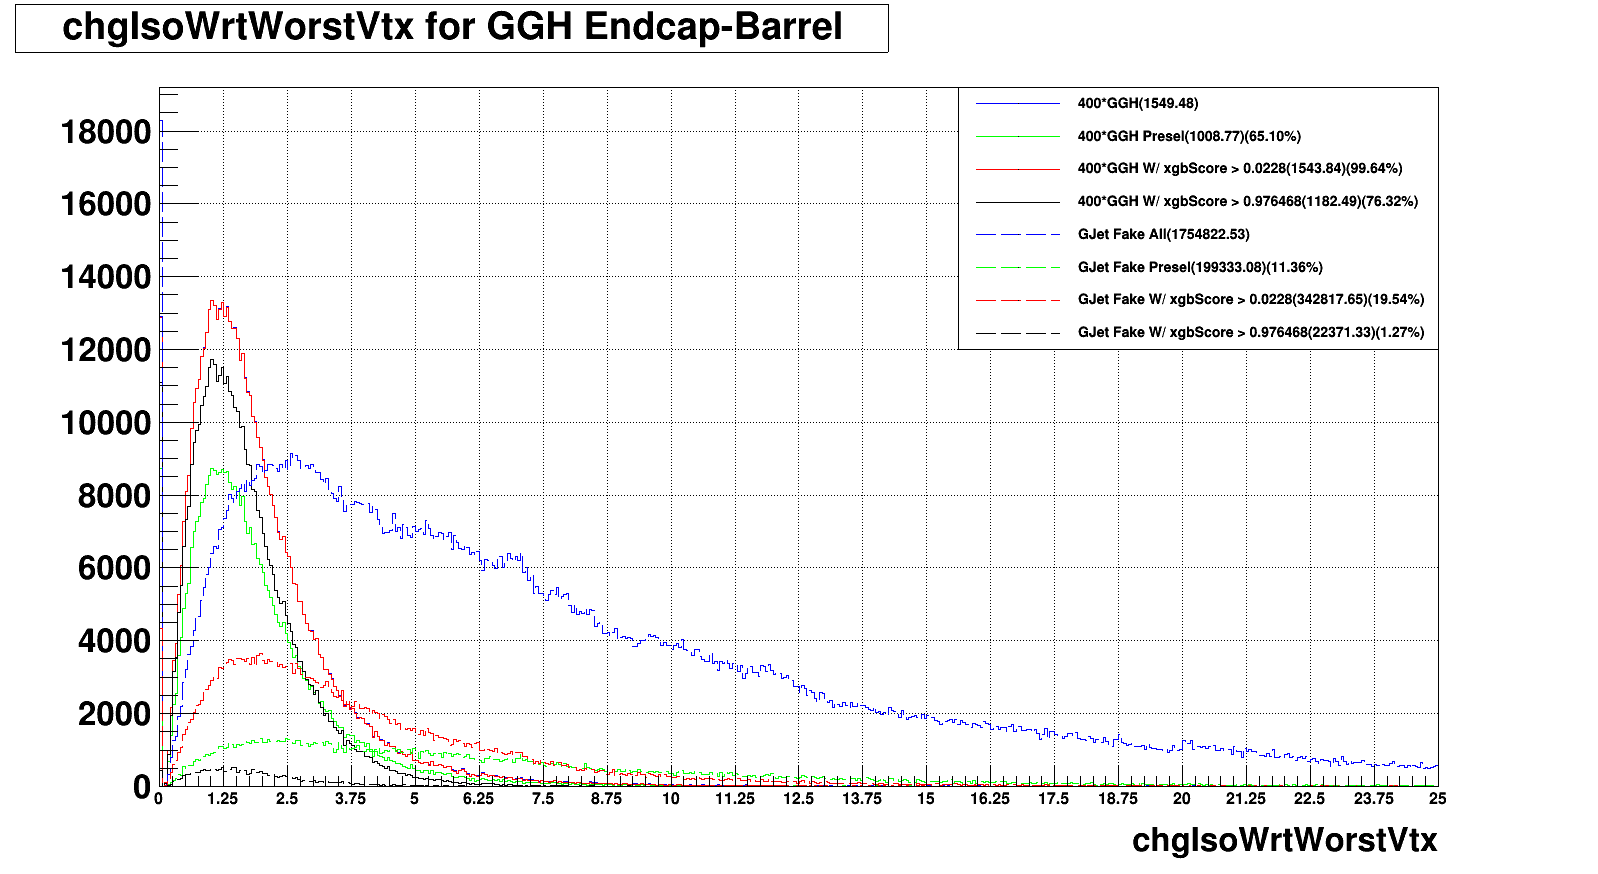 chgIsoWrtWorstVtx for GGH Endcap-Barrel
400*GGH(1549.48)
400*GGH Presel(1008.77)(65.10%)
400*GGH W/ xgbScore > 0.0228(1543.84)(99.64%)
400*GGH W/ xgbScore > 0.976468(1182.49)(76.32%)
GJet Fake All(1754822.53)
GJet Fake Presel(199333.08)(11.36%)
GJet Fake W/ xgbScore > 0.0228(342817.65)(19.54%)
GJet Fake W/ xgbScore > 0.976468(22371.33)(1.27%)
18000
16000
14000
12000
10000
8000
6000
4000
2000
0
0 1.25 2.5 3.75 5 6.25 7.5 8.75 10 11.25 12.5 13.75 15 16.25 17.5 18.75 20 21.25 22.5 23.75 25
chgIsoWrtWorstVtx